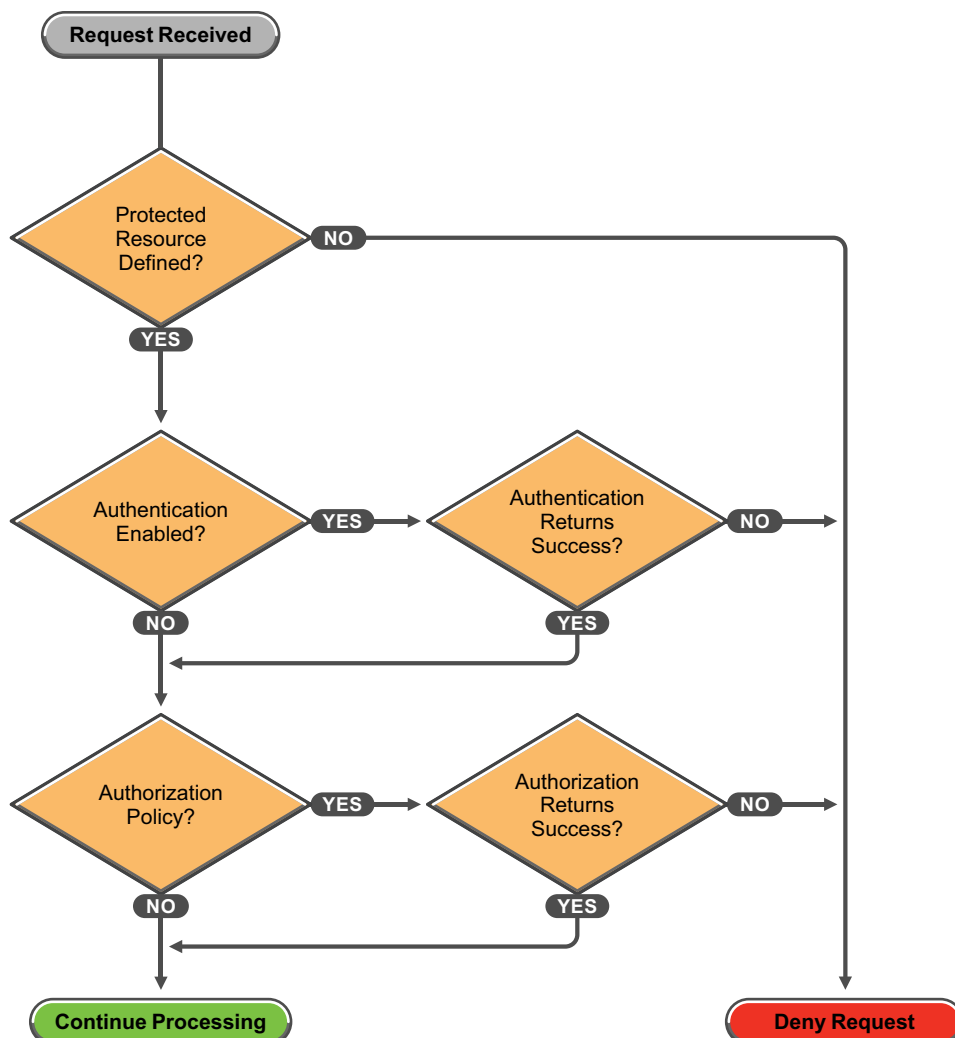 Request Received
Protected
Resource
Defined?
NO
YES
Authentication
Enabled?
YES
Authentication
Returns
Success?
NO
NO
YES
Authorization
Policy?
YES
Authorization
Returns
Success?
NO
NO
YES
Continue Processing
Deny Request